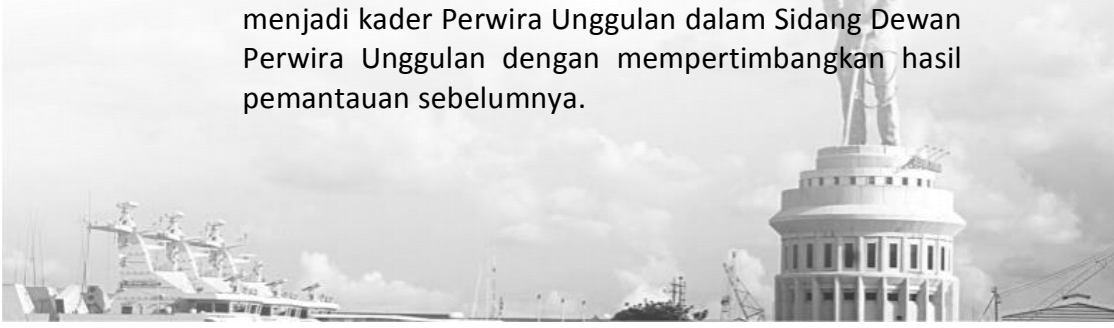 menjadi kader Perwira Unggulan dalam Sidang Dewan
Perwira Unggulan dengan mempertimbangkan hasil
pemantauan sebelumnya.